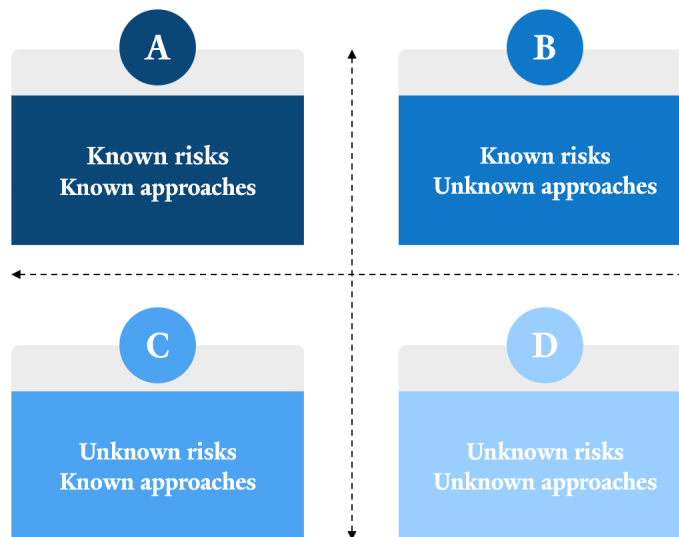 A
B
Known risks
Known approaches
Known risks
Unknown approaches
C
D
Unknown risks
Known approaches
Unknown risks
Unknown approaches